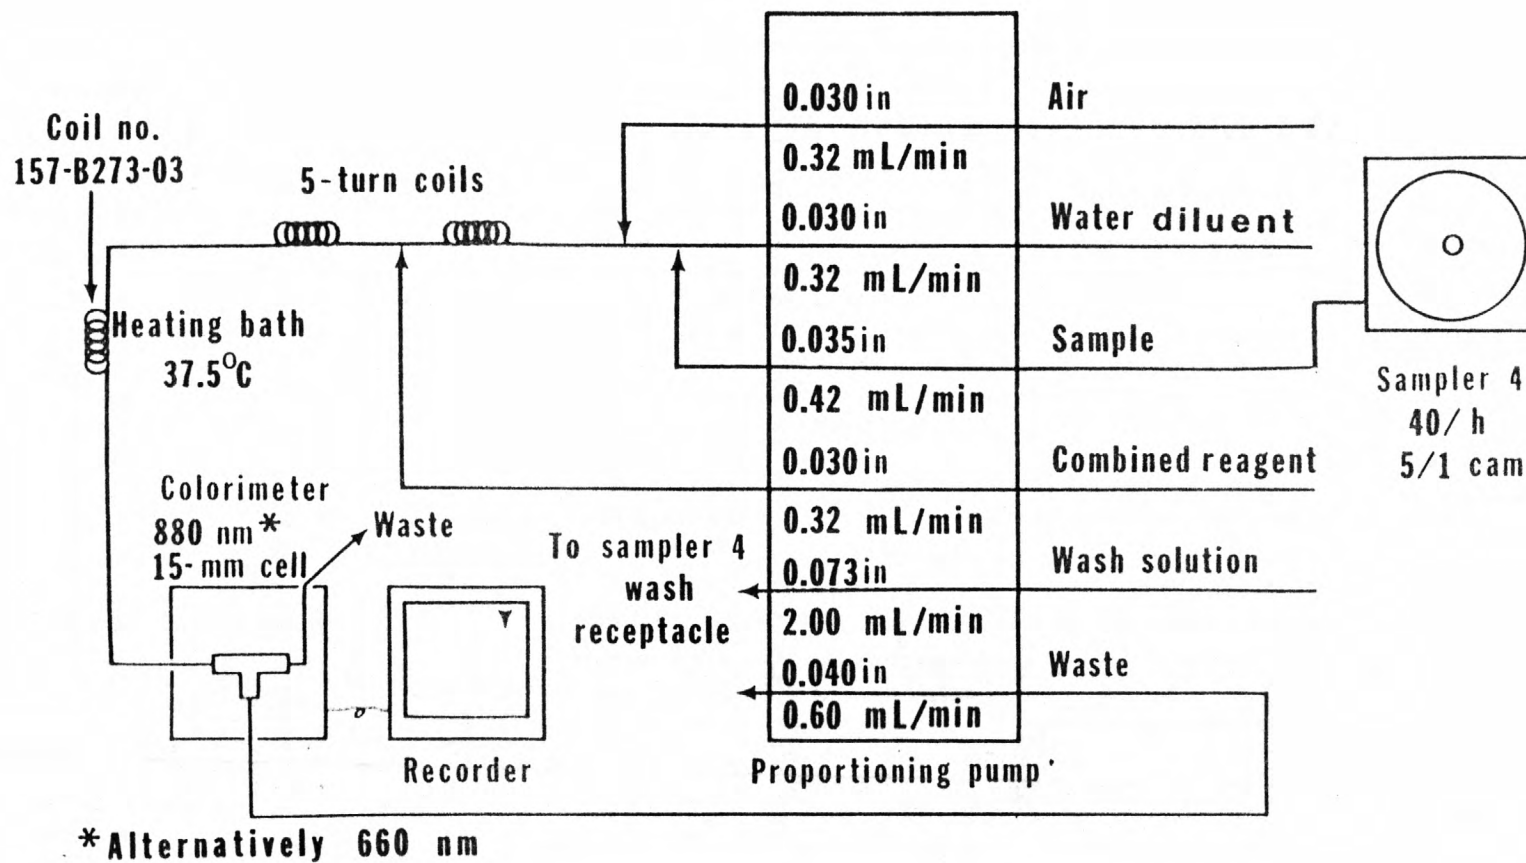 Coil no.
157-B273-03
5-turn coils
Heating bath
37.5°C
Colorimeter
880 nm*
15-mm cell
Waste
Recorder
*Alternatively 660 nm
To sampler 4
wash
receptacle
0.030 in
Air
0.32 mL/min
0.030 in
Water diluent
0.32 mL/min
0.035 in
Sample
0.42 mL/min
0.030 in
Combined reagent
0.32 mL/min
0.073 in
Wash solution
2.00 mL/min
0.040 in
Waste
0.60 mL/min
Proportioning pump
Sampler 4
40/h
5/1 cam